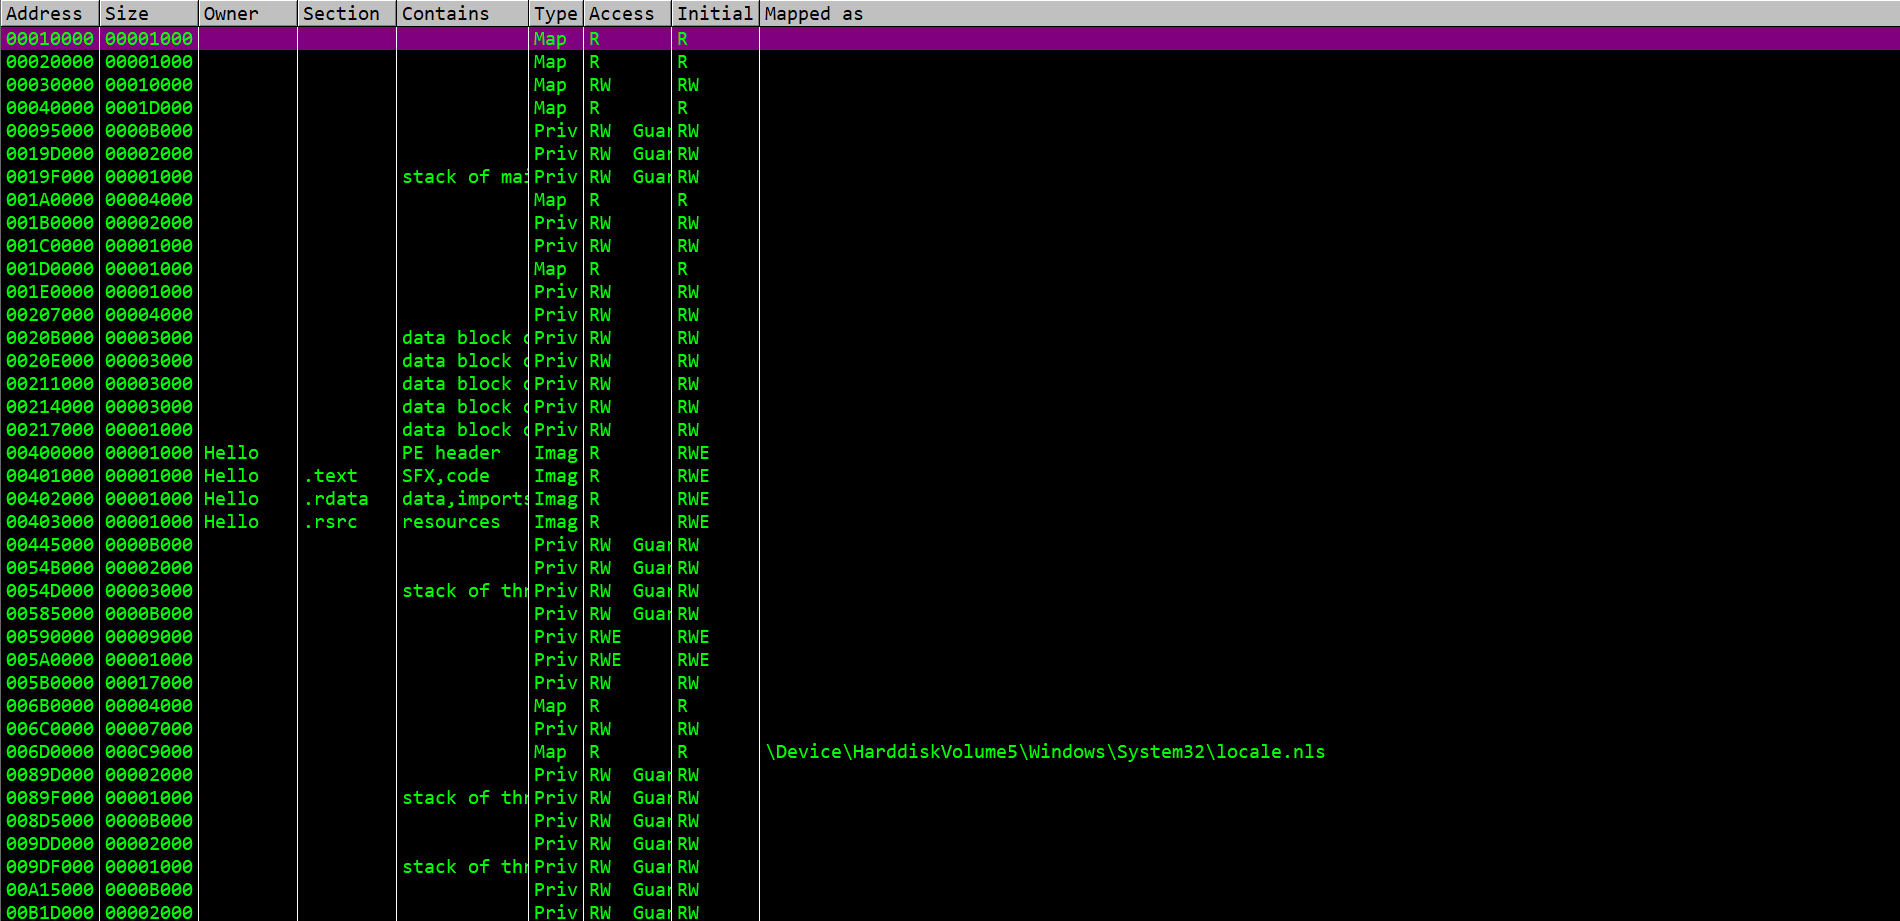 Address Size Owner Section Contains Type Access Initial Mapped as
00010000 00001000 Map R R
00020000 00001000 Map R R
00030000 00010000 Map RW RW
00040000 0001D000 Map R R
00095000 0000B000 Priv RW Guar RW
0019D000 00002000 Priv RW Guar RW
0019F000 00001000 stack of mai Priv RW Guar RW
001A0000 00004000 Map R R
001B0000 00002000 Priv RW RW
001C0000 00001000 Priv RW RW
001D0000 00001000 Map R R
001E0000 00001000 Priv RW RW
00207000 00004000 Priv RW RW
0020B000 00003000 data block o Priv RW RW
0020E000 00003000 data block o Priv RW RW
00211000 00003000 data block o Priv RW RW
00214000 00003000 data block o Priv RW RW
00217000 00001000 data block o Priv RW RW
00400000 00001000 Hello PE header Imag R RWE
00401000 00001000 Hello .text SFX,code Imag R RWE
00402000 00001000 Hello .rdata data,imports Imag R RWE
00403000 00001000 Hello .rsrc resources Imag R RWE
00445000 0000B000 Priv RW Guar RW
0054B000 00002000 Priv RW Guar RW
0054D000 00003000 stack of thr Priv RW Guar RW
00585000 0000B000 Priv RW Guar RW
00590000 00009000 Priv RWE RWE
005A0000 00001000 Priv RWE RWE
005B0000 00017000 Priv RW RW
006B0000 00004000 Map R R
006C0000 00007000 Priv RW RW
006D0000 000C9000 Map R R \Device\HarddiskVolume5\Windows\System32\locale.nls
0089D000 00002000 Priv RW Guar RW
0089F000 00001000 stack of thr Priv RW Guar RW
008D5000 0000B000 Priv RW Guar RW
009DD000 00002000 Priv RW Guar RW
009DF000 00001000 stack of thr Priv RW Guar RW
00A15000 0000B000 Priv RW Guar RW
00B1D000 00002000 Priv RW Guar RW